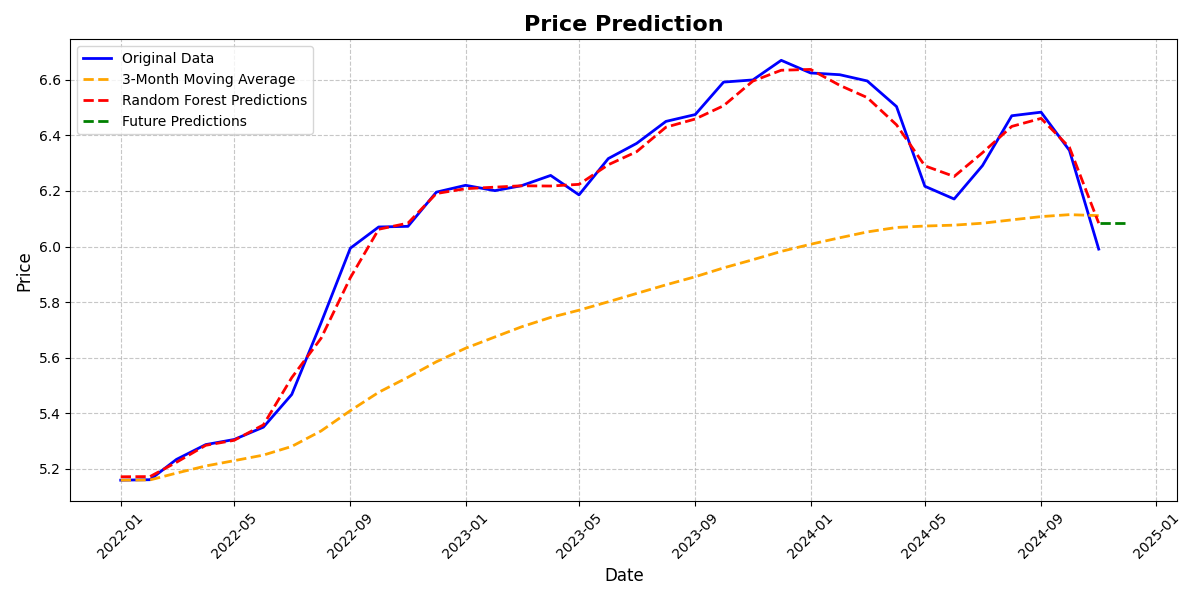 Price Prediction
Original Data
3-Month Moving Average
Random Forest Predictions
Future Predictions
Price
6.6
6.4
6.2
6.0
5.8
5.6
5.4
5.2
2022-01
2022-05
2022-09
2023-01
2023-05
2023-09
2024-01
2024-05
2024-09
2025-01
Date